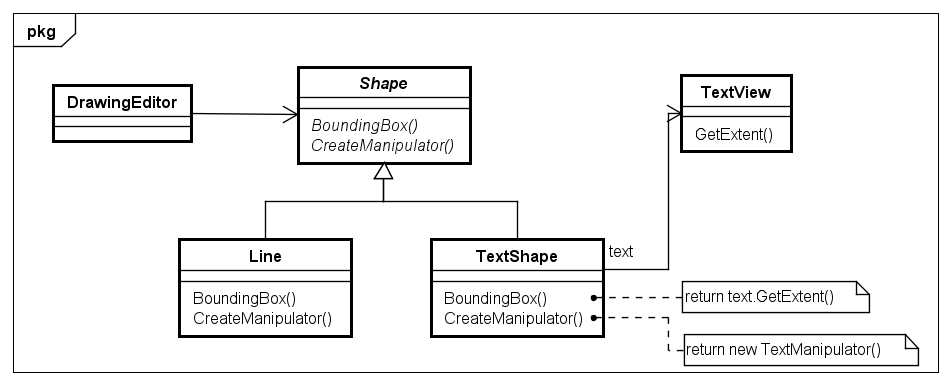 pkg
DrawingEditor
Shape
BoundingBox()
CreateManipulator()
TextView
GetExtent()
Line
BoundingBox()
CreateManipulator()
TextShape
BoundingBox()
CreateManipulator()
text
return text.GetExtent()
return new TextManipulator()